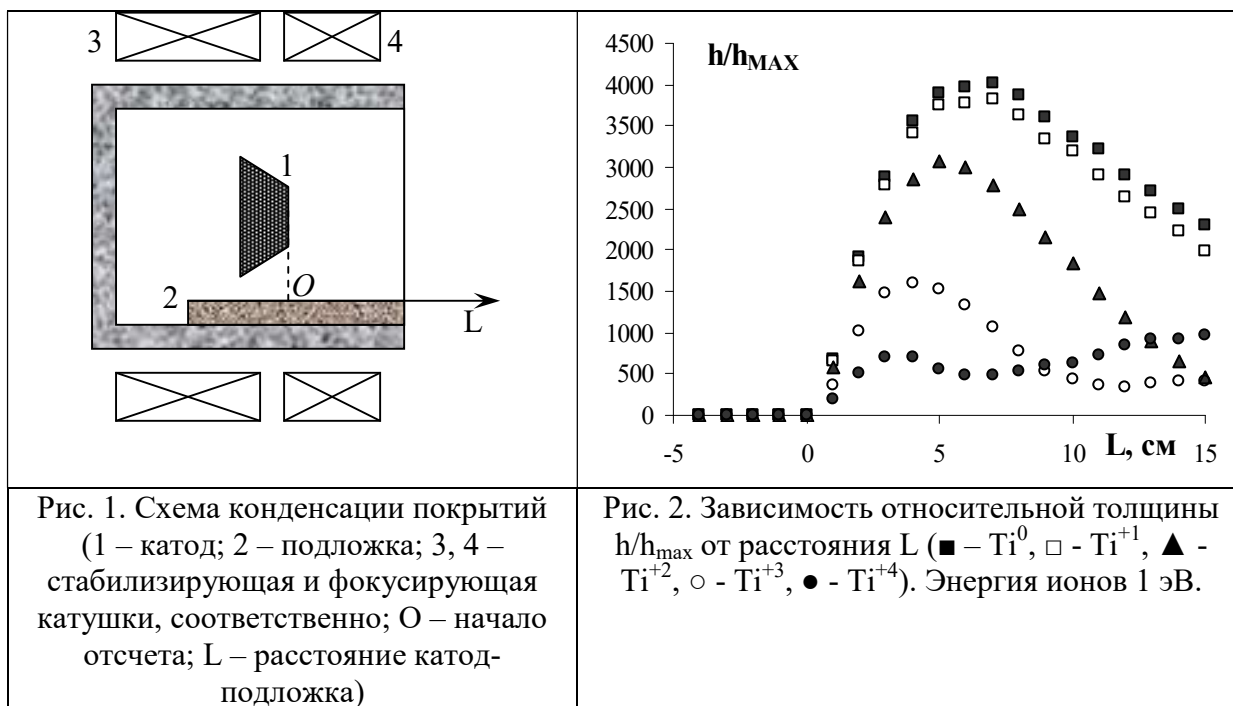 3
4
1
O
2
L
h/hMAX
4500
4000
3500
3000
2500
2000
1500
1000
500
0
-5 0 5 10 15
L, см
Рис. 1. Схема конденсации покрытий
(1 – катод; 2 – подложка; 3, 4 –
стабилизирующая и фокусирующая
катушки, соответственно; О – начало
отсчета; L – расстояние катод-
подложка)
Рис. 2. Зависимость относительной толщины
h/hmax от расстояния L (■ – Ti⁰, □ - Ti⁺¹, ▲ -
Ti⁺², ○ - Ti⁺³, ● - Ti⁺⁴). Энергия ионов 1 эВ.